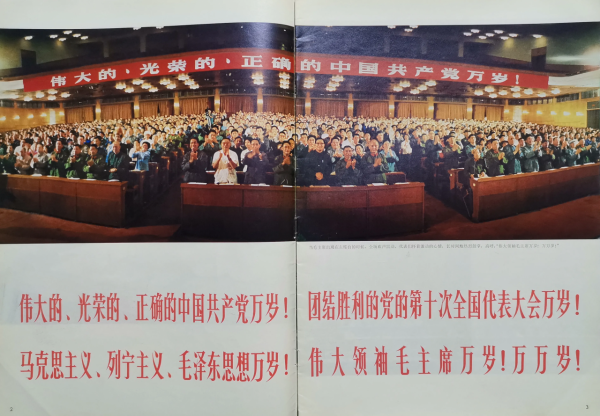 伟大的、光荣的、正确的中国共产党万岁！
伟大的、光荣的、正确的中国共产党万岁！
马克思主义、列宁主义、毛泽东思想万岁！
2
团结胜利的党的第十次全国代表大会万岁！
伟大领袖毛主席万岁！万万岁！
3